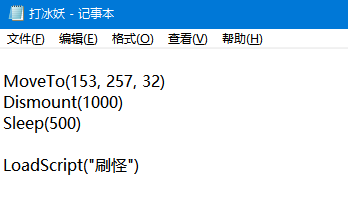 打冰妖 - 记事本
文件(F) 编辑(E) 格式(O) 查看(V) 帮助(H)
MoveTo(153, 257, 32)
Dismount(1000)
Sleep(500)
LoadScript("刷怪")